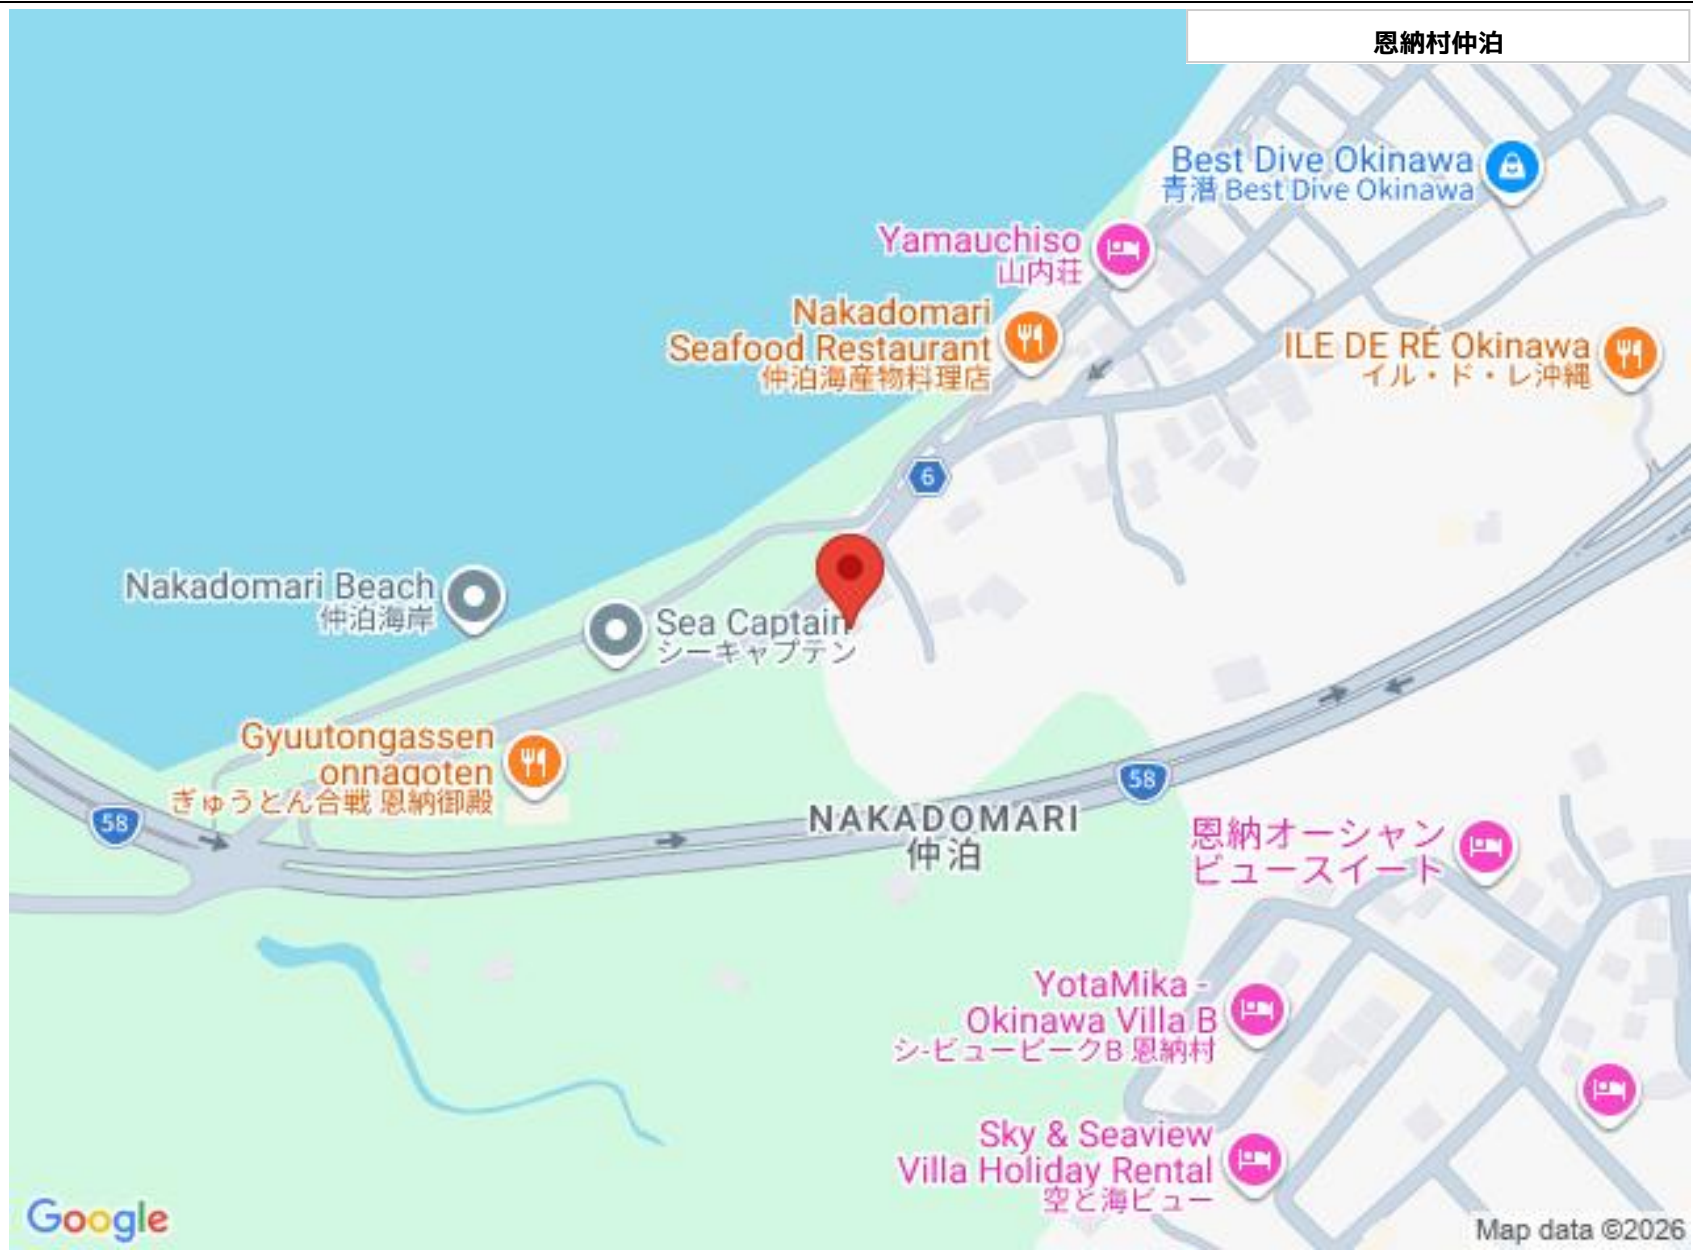 恩納村仲泊
Best Dive Okinawa
青潜 Best Dive Okinawa
Yamauchiso
山内荘
Nakadomari
Seafood Restaurant
仲泊海産物料理店
ILE DE RÉ Okinawa
イル・ド・レ沖縄
6
Nakadomari Beach
仲泊海岸
Sea Captain
シーキャプテン
Gyuutongassen
onnagoten
ぎゅうとん合戦 恩納御殿
58
58
NAKADOMARI
仲泊
恩納オーシャン
ビュースイート
YotaMika -
Okinawa Villa B
シ-ビューピークB 恩納村
Sky & Seaview
Villa Holiday Rental
空と海ビュー
Google
Map data ©2026